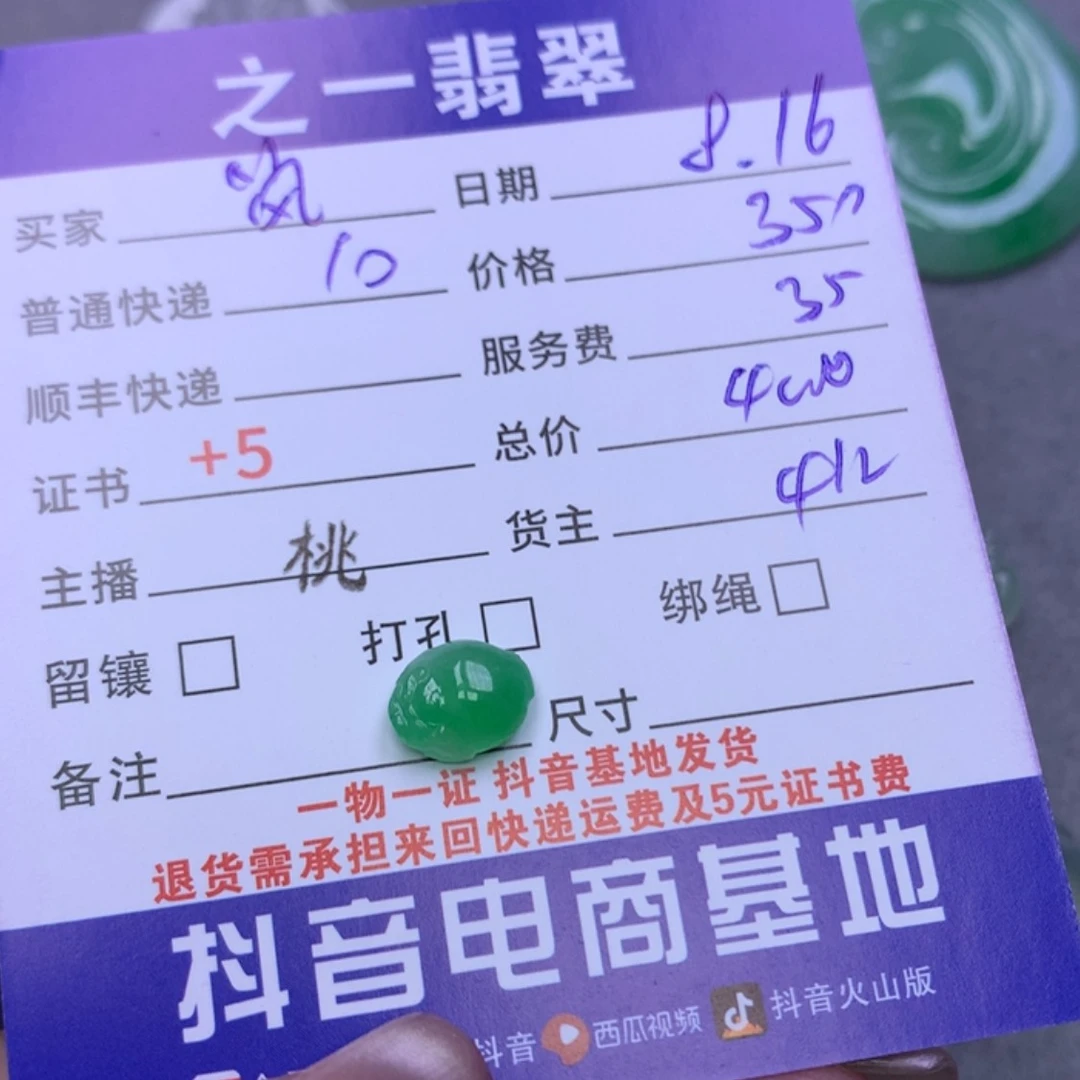 之一翡翠
买家 岚 日期 8.16
普通快递 10 价格 350
顺丰快递 服务费 35
证书 +5 总价 400
主播 桃 货主 412
留镶 打孔 绑绳
备注 尺寸
一物一证 抖音基地发货
退货需承担来回快递运费及5元证书费
抖音电商基地
抖音 西瓜视频 抖音火山版